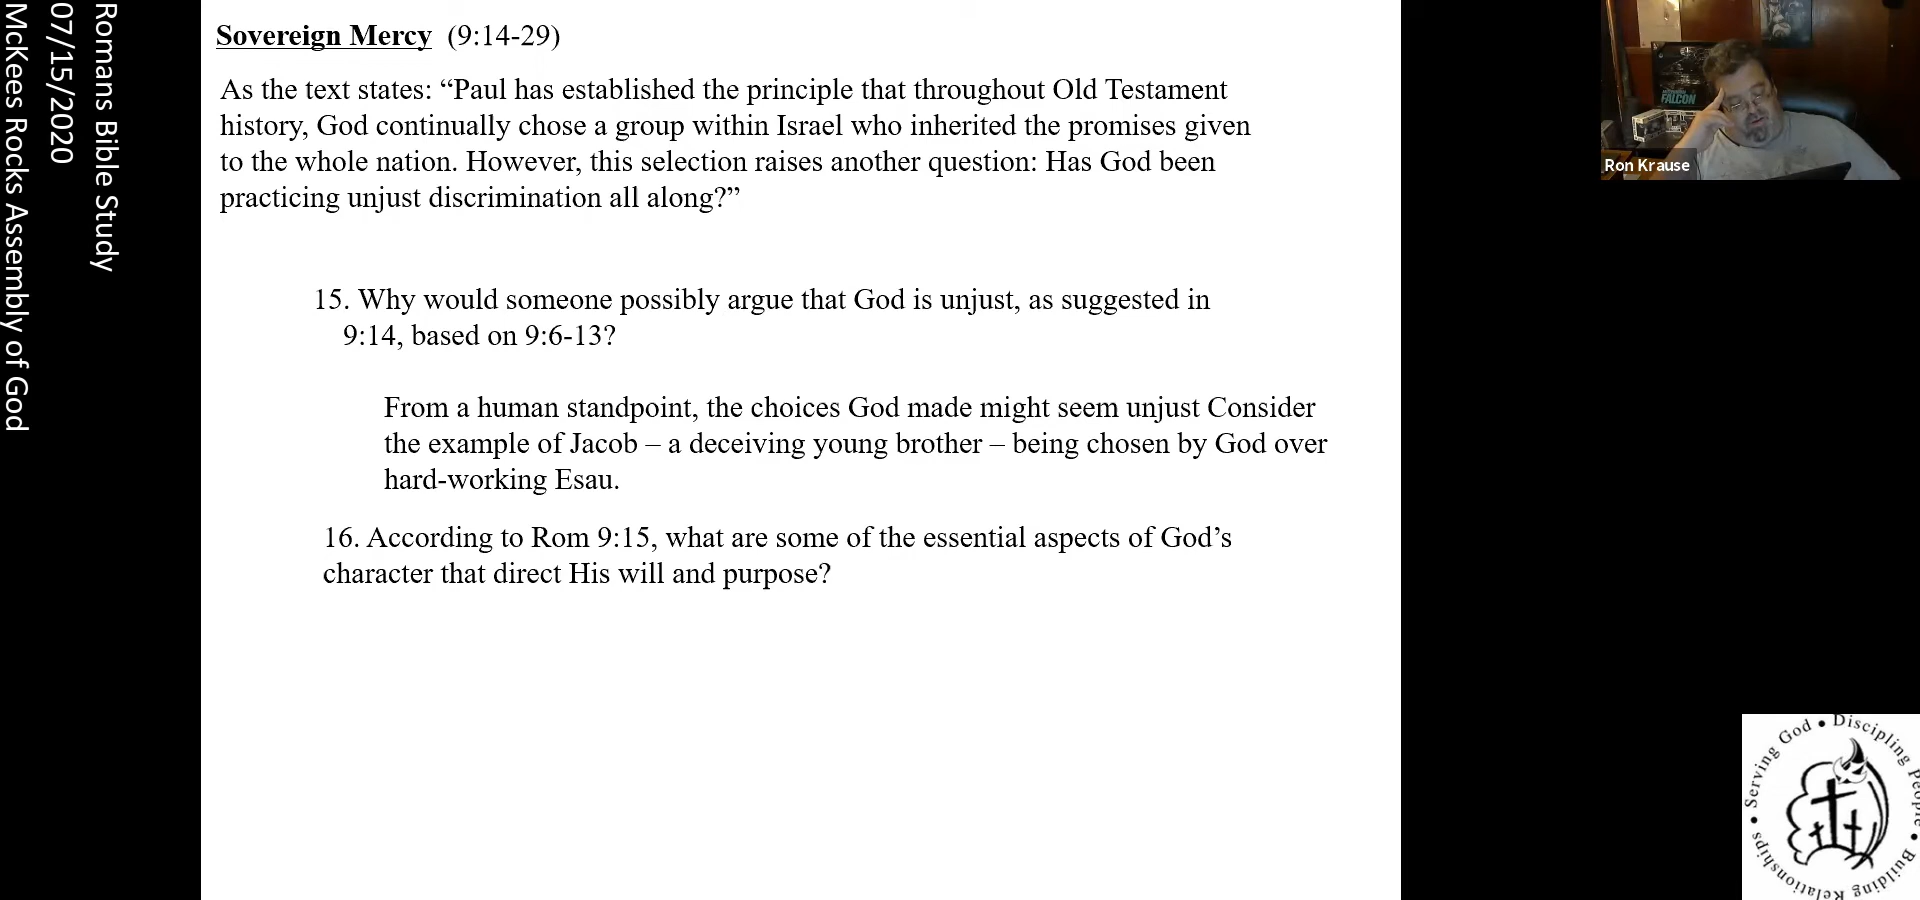 Romans Bible Study
07/15/2020
McKees Rocks Assembly of God
Sovereign Mercy (9:14-29)
As the text states: “Paul has established the principle that throughout Old Testament
history, God continually chose a group within Israel who inherited the promises given
to the whole nation. However, this selection raises another question: Has God been
practicing unjust discrimination all along?”
15. Why would someone possibly argue that God is unjust, as suggested in
9:14, based on 9:6-13?
From a human standpoint, the choices God made might seem unjust Consider
the example of Jacob – a deceiving young brother – being chosen by God over
hard-working Esau.
16. According to Rom 9:15, what are some of the essential aspects of God’s
character that direct His will and purpose?
FALCON
Ron Krause
Serving God • Discipling People • Building Relationships •